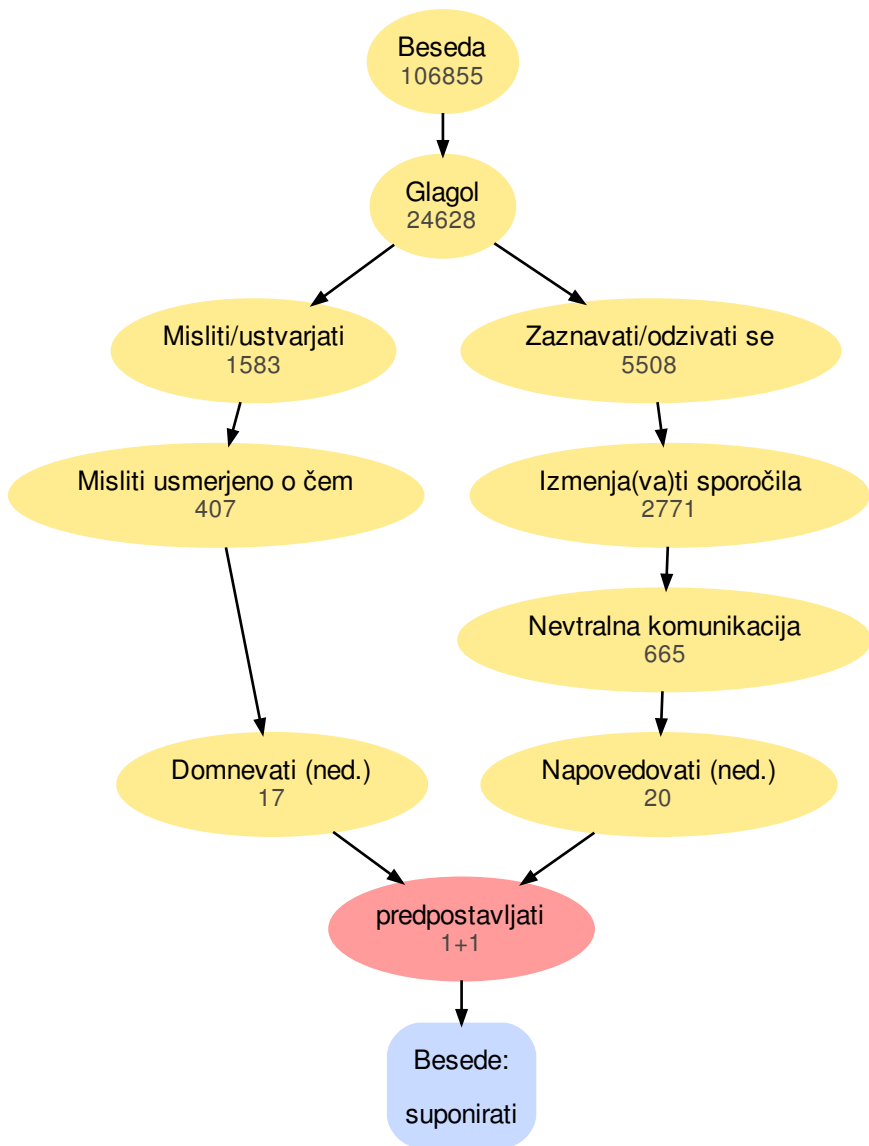 Beseda
106855
Glagol
24628
Misliti/ustvarjati
1583
Zaznavati/odzivati se
5508
Misliti usmerjeno o čem
407
Izmenja(va)ti sporočila
2771
Nevtralna komunikacija
665
Domnevati (ned.)
17
Napovedovati (ned.)
20
predpostavljati
1+1
Besede:
suponirati